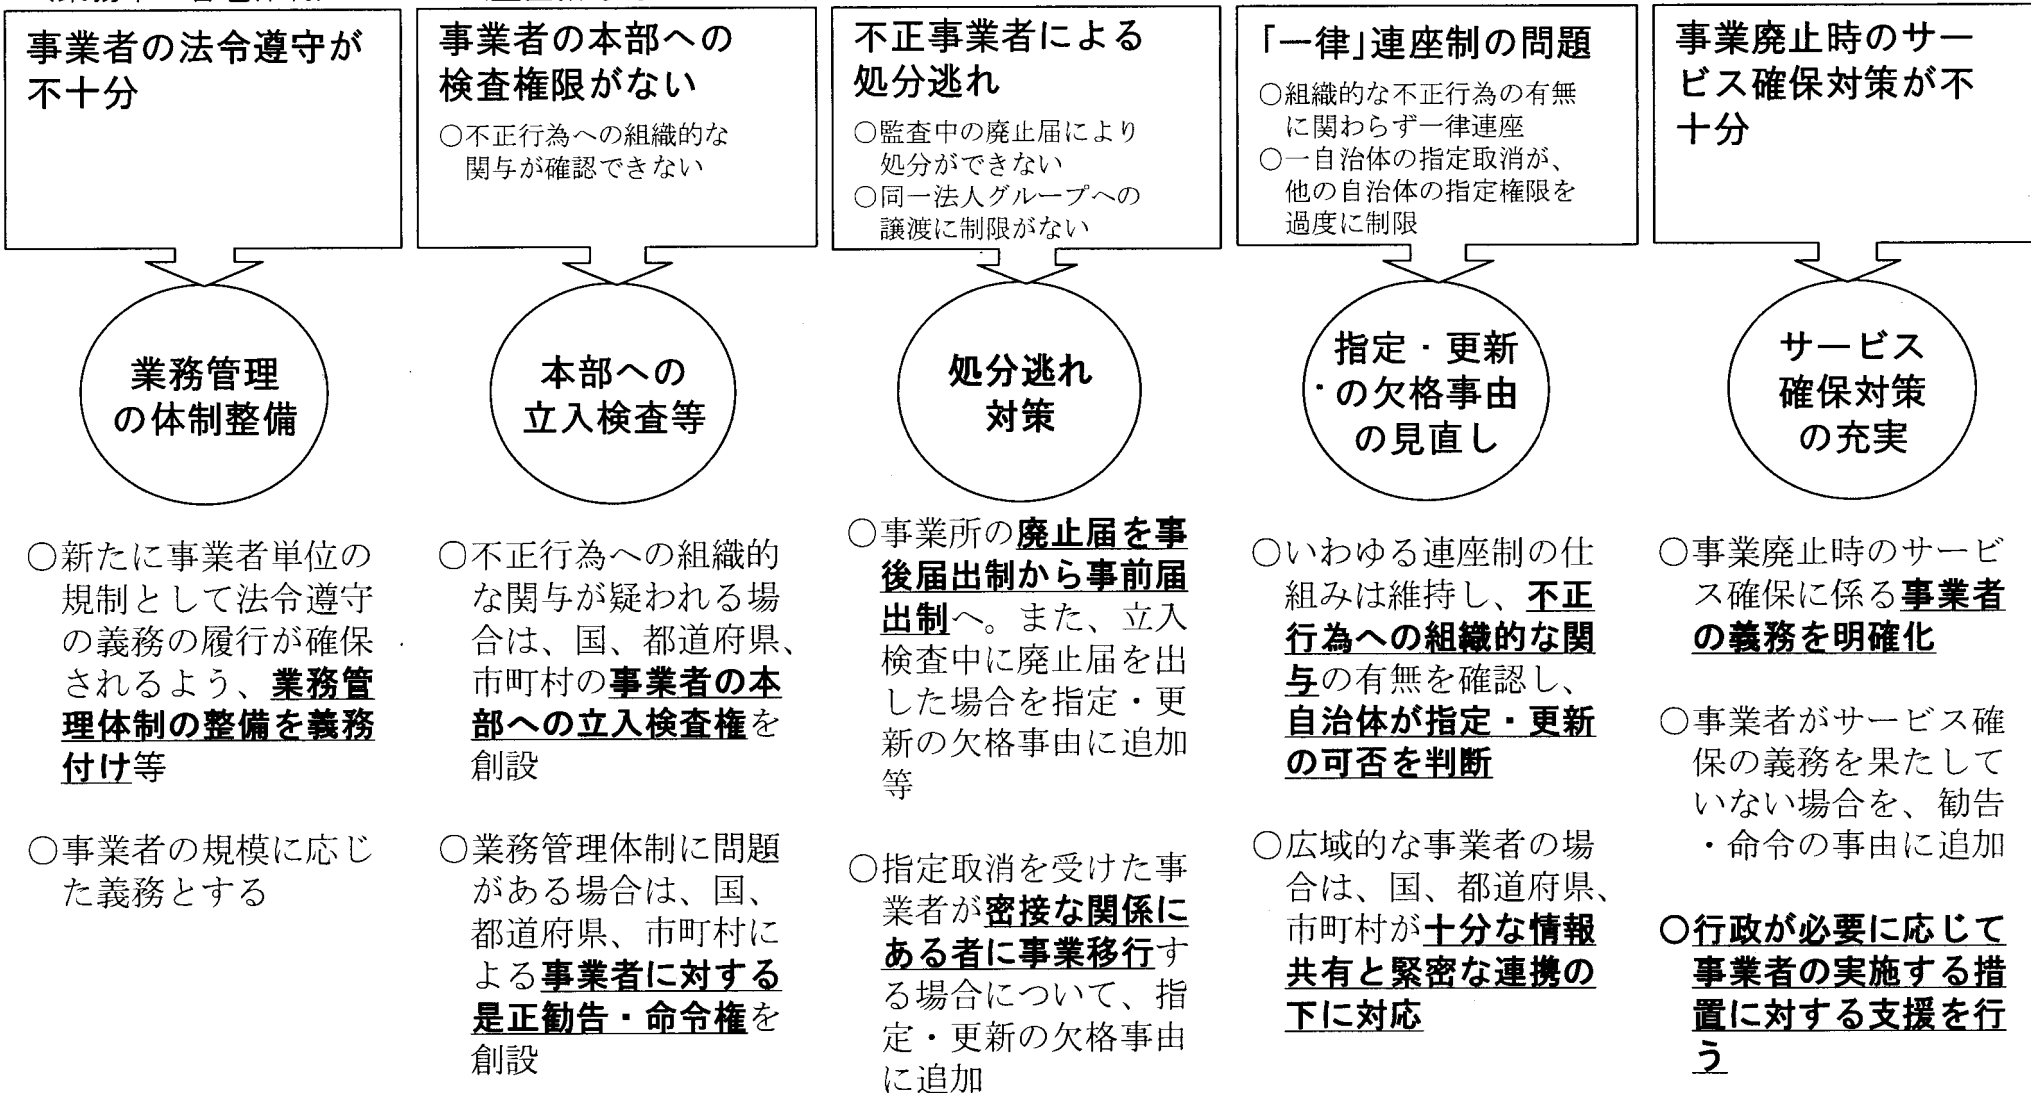 事業者の法令遵守が
不十分
事業者の本部への
検査権限がない
○不正行為への組織的な
関与が確認できない
不正事業者による
処分逃れ
○監査中の廃止届により
処分ができない
○同一法人グループへの
譲渡に制限がない
「一律」連座制の問題
○組織的な不正行為の有無
に関わらず一律連座
○一自治体の指定取消が、
他の自治体の指定権限を
過度に制限
事業廃止時のサー
ビス確保対策が不
十分
業務管理
の体制整備
本部への
立入検査等
処分逃れ
対策
指定・更新
の欠格事由
の見直し
サービス
確保対策
の充実
○新たに事業者単位の
規制として法令遵守
の義務の履行が確保
されるよう、業務管
理体制の整備を義務
付け等
○事業者の規模に応じ
た義務とする
○不正行為への組織的
な関与が疑われる場
合は、国、都道府県、
市町村の事業者の本
部への立入検査権を
創設
○業務管理体制に問題
がある場合は、国、
都道府県、市町村に
よる事業者に対する
是正勧告・命令権を
創設
○事業所の廃止届を事
後届出制から事前届
出制へ。また、立入
検査中に廃止届を出
した場合を指定・更
新の欠格事由に追加
等
○指定取消を受けた事
業者が密接な関係に
ある者に事業移行す
る場合について、指
定・更新の欠格事由
に追加
○いわゆる連座制の仕
組みは維持し、不正
行為への組織的な関
与の有無を確認し、
自治体が指定・更新
の可否を判断
○広域的な事業者の場
合は、国、都道府県、
市町村が十分な情報
共有と緊密な連携の
下に対応
○事業廃止時のサービ
ス確保に係る事業者
の義務を明確化
○事業者がサービス確
保の義務を果たして
いない場合を、勧告
・命令の事由に追加
○行政が必要に応じて
事業者の実施する措
置に対する支援を行
う